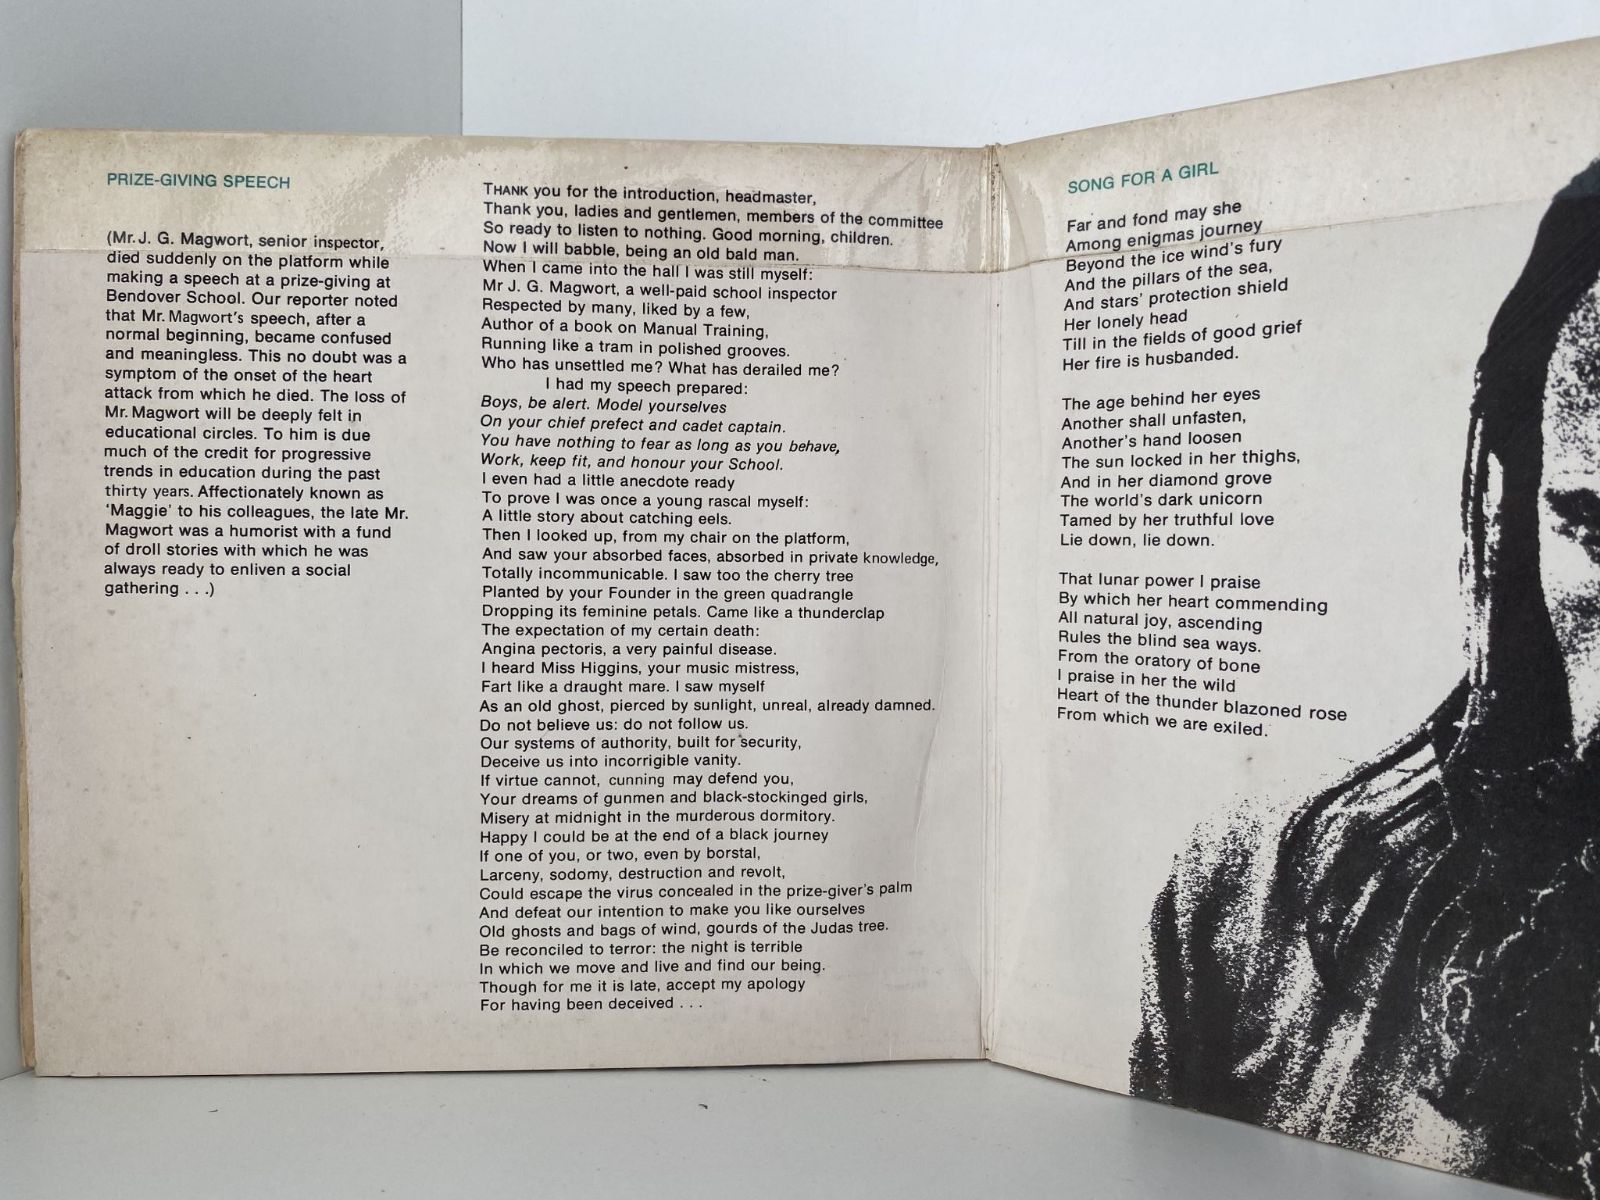 PRIZE-GIVING SPEECH
(Mr. J. G. Magwort, senior inspector,
died suddenly on the platform while
making a speech at a prize-giving at
Bendover School. Our reporter noted
that Mr. Magwort's speech, after a
normal beginning, became confused
and meaningless. This no doubt was a
symptom of the onset of the heart
attack from which he died. The loss of
Mr. Magwort will be deeply felt in
educational circles. To him is due
much of the credit for progressive
trends in education during the past
thirty years. Affectionately known as
'Maggie' to his colleagues, the late Mr.
Magwort was a humorist with a fund
of droll stories with which he was
always ready to enliven a social
gathering . . .)
THANK you for the introduction, headmaster,
Thank you, ladies and gentlemen, members of the committee
So ready to listen to nothing. Good morning, children.
Now I will babble, being an old bald man.
When I came into the hall I was still myself:
Mr J. G. Magwort, a well-paid school inspector
Respected by many, liked by a few,
Author of a book on Manual Training,
Running like a tram in polished grooves.
Who has unsettled me? What has derailed me?
I had my speech prepared:
Boys, be alert. Model yourselves
On your chief prefect and cadet captain.
You have nothing to fear as long as you behave,
Work, keep fit, and honour your School.
I even had a little anecdote ready
To prove I was once a young rascal myself:
A little story about catching eels.
Then I looked up, from my chair on the platform,
And saw your absorbed faces, absorbed in private knowledge,
Totally incommunicable. I saw too the cherry tree
Planted by your Founder in the green quadrangle
Dropping its feminine petals. Came like a thunderclap
The expectation of my certain death:
Angina pectoris, a very painful disease.
I heard Miss Higgins, your music mistress,
Fart like a draught mare. I saw myself
As an old ghost, pierced by sunlight, unreal, already damned.
Do not believe us: do not follow us.
Our systems of authority, built for security,
Deceive us into incorrigible vanity.
If virtue cannot, cunning may defend you,
Your dreams of gunmen and black-stockinged girls,
Misery at midnight in the murderous dormitory.
Happy I could be at the end of a black journey
If one of you, or two, even by borstal,
Larceny, sodomy, destruction and revolt,
Could escape the virus concealed in the prize-giver's palm
And defeat our intention to make you like ourselves
Old ghosts and bags of wind, gourds of the Judas tree.
Be reconciled to terror: the night is terrible
In which we move and live and find our being.
Though for me it is late, accept my apology
For having been deceived . . .
SONG FOR A GIRL
Far and fond may she
Among enigmas journey
Beyond the ice wind's fury
And the pillars of the sea,
And stars' protection shield
Her lonely head
Till in the fields of good grief
Her fire is husbanded.
The age behind her eyes
Another shall unfasten,
Another's hand loosen
The sun locked in her thighs,
And in her diamond grove
The world's dark unicorn
Tamed by her truthful love
Lie down, lie down.
That lunar power I praise
By which her heart commending
All natural joy, ascending
Rules the blind sea ways.
From the oratory of bone
I praise in her the wild
Heart of the thunder blazoned rose
From which we are exiled.